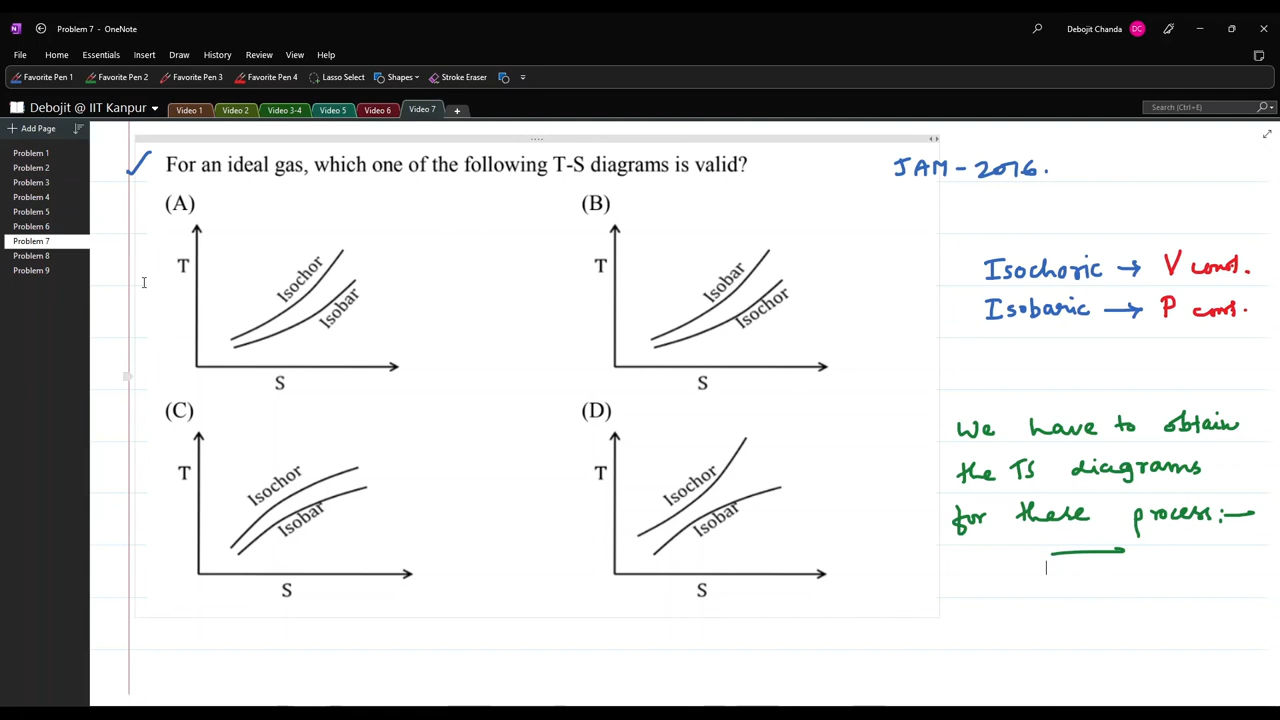 Problem 7 - OneNote
Debojit Chanda DC
File Home Essentials Insert Draw History Review View Help
Favorite Pen 1 Favorite Pen 2 Favorite Pen 3 Favorite Pen 4 Lasso Select Shapes Stroke Eraser
Debojit @ IIT Kanpur Video 1 Video 2 Video 3-4 Video 5 Video 6 Video 7 Search (Ctrl+E)
Add Page
Problem 1
Problem 2
Problem 3
Problem 4
Problem 5
Problem 6
Problem 7
Problem 8
Problem 9
For an ideal gas, which one of the following T-S diagrams is valid?
JAM - 2016.
(A)
T
Isochor
Isobar
S
(B)
T
Isobar
Isochor
S
(C)
T
Isochor
Isobar
S
(D)
T
Isochor
Isobar
S
Isochoric → V const.
Isobaric → P const.
We have to obtain
the TS diagrams
for these process:-